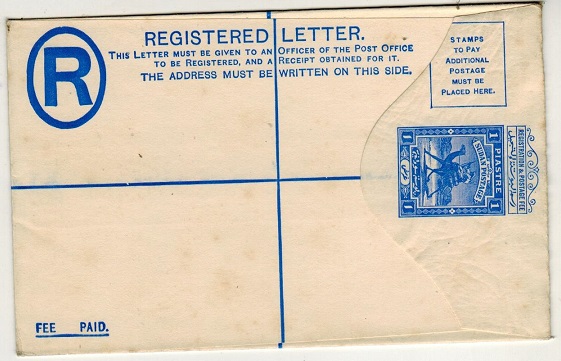 R
REGISTERED LETTER.
THIS LETTER MUST BE GIVEN TO AN OFFICER OF THE POST OFFICE
TO BE REGISTERED, AND A RECEIPT OBTAINED FOR IT.
THE ADDRESS MUST BE WRITTEN ON THIS SIDE.
STAMPS
TO PAY
ADDITIONAL
POSTAGE
MUST BE
PLACED HERE.
1 PIASTRE 1
SUDAN POSTAGE
REGISTRATION & POSTAGE FEE
FEE PAID.